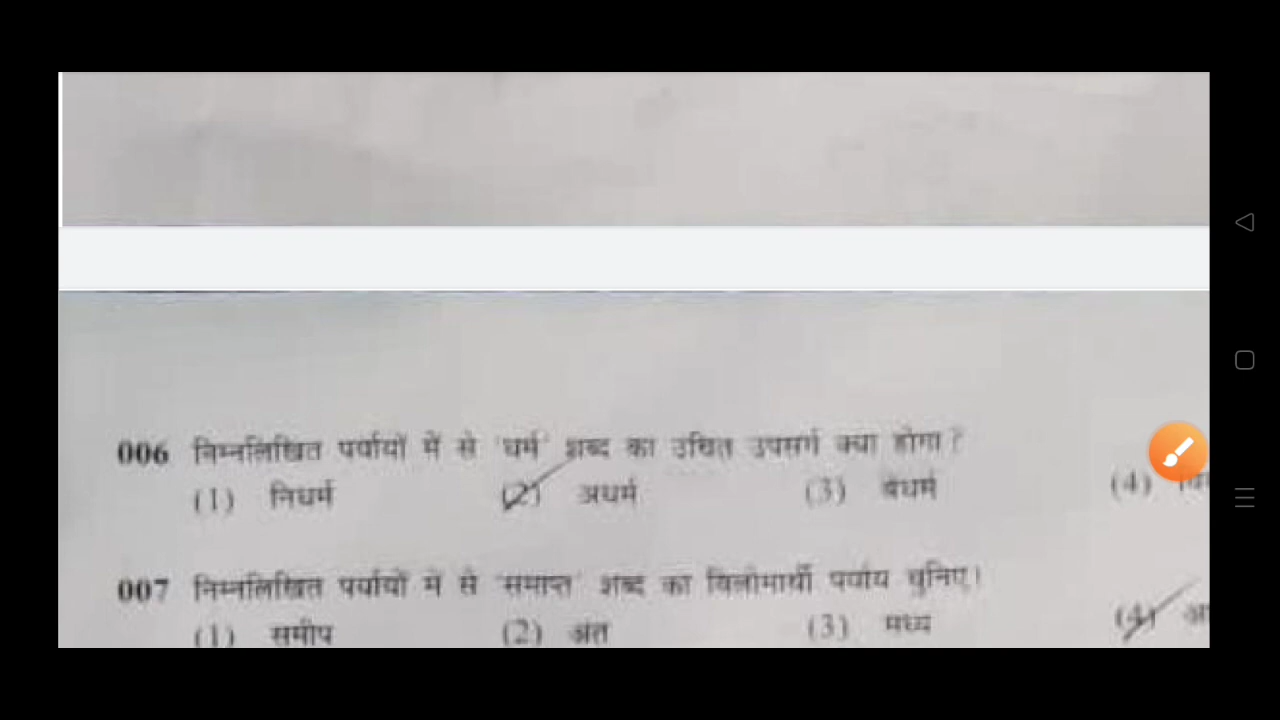 006 निम्नलिखित पर्यायों में से 'धर्म' शब्द का उचित उपसर्ग क्या होगा?
(1) निधर्म (2) अधर्म (3) बेधर्म (4)
007 निम्नलिखित पर्यायों में से 'समाप्त' शब्द का विलोमार्थी पर्याय चुनिए।
(1) समीप (2) अंत (3) मध्य (4)